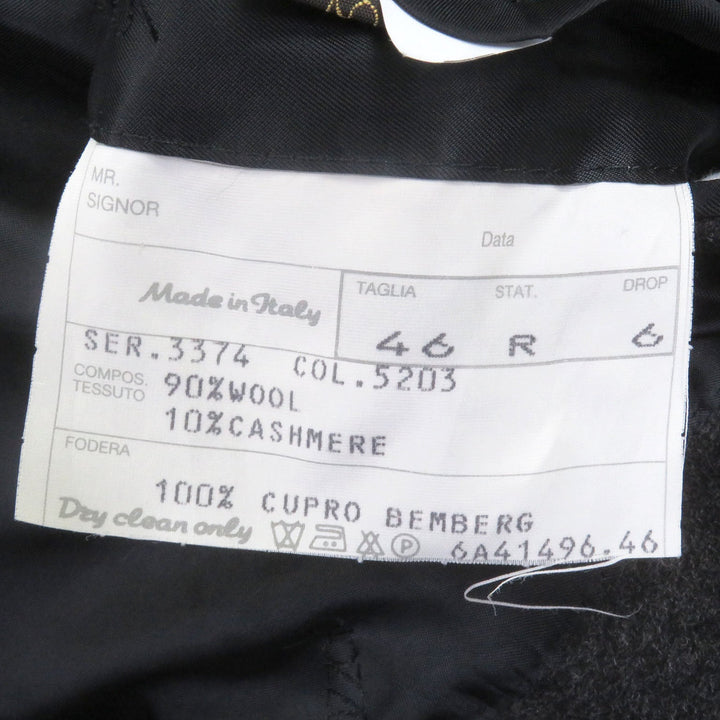 MR.
SIGNOR
Data
Made in Italy
TAGLIA STAT. DROP
46 R 6
SER.3374 COL.5203
COMPOS.
TESSUTO
90%WOOL
10%CASHMERE
FODERA
100% CUPRO BEMBERG
Dry clean only P 6A41496.46